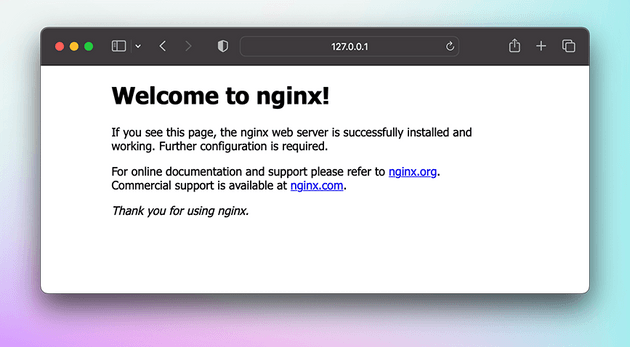 127.0.0.1
Welcome to nginx!
If you see this page, the nginx web server is successfully installed and
working. Further configuration is required.
For online documentation and support please refer to nginx.org.
Commercial support is available at nginx.com.
Thank you for using nginx.